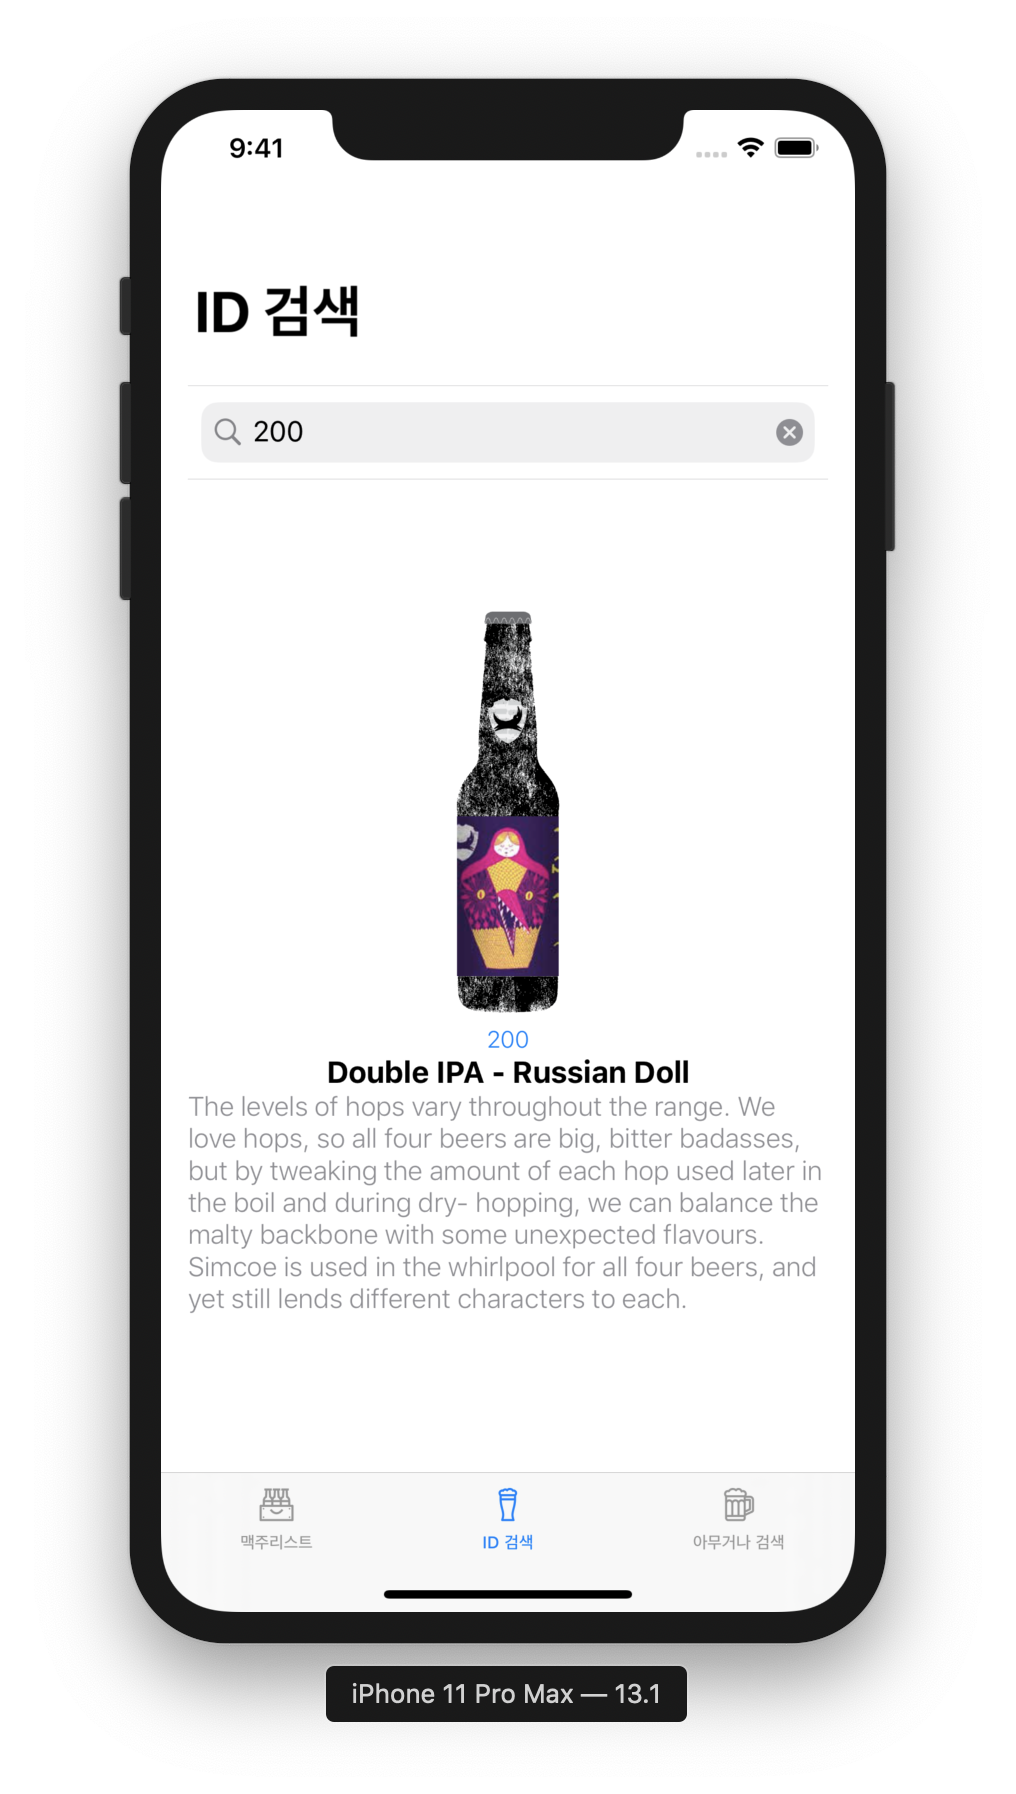 9:41
ID 검색
200
200
Double IPA - Russian Doll
The levels of hops vary throughout the range. We
love hops, so all four beers are big, bitter badasses,
but by tweaking the amount of each hop used later in
the boil and during dry- hopping, we can balance the
malty backbone with some unexpected flavours.
Simcoe is used in the whirlpool for all four beers, and
yet still lends different characters to each.
맥주리스트
ID 검색
아무거나 검색
iPhone 11 Pro Max — 13.1